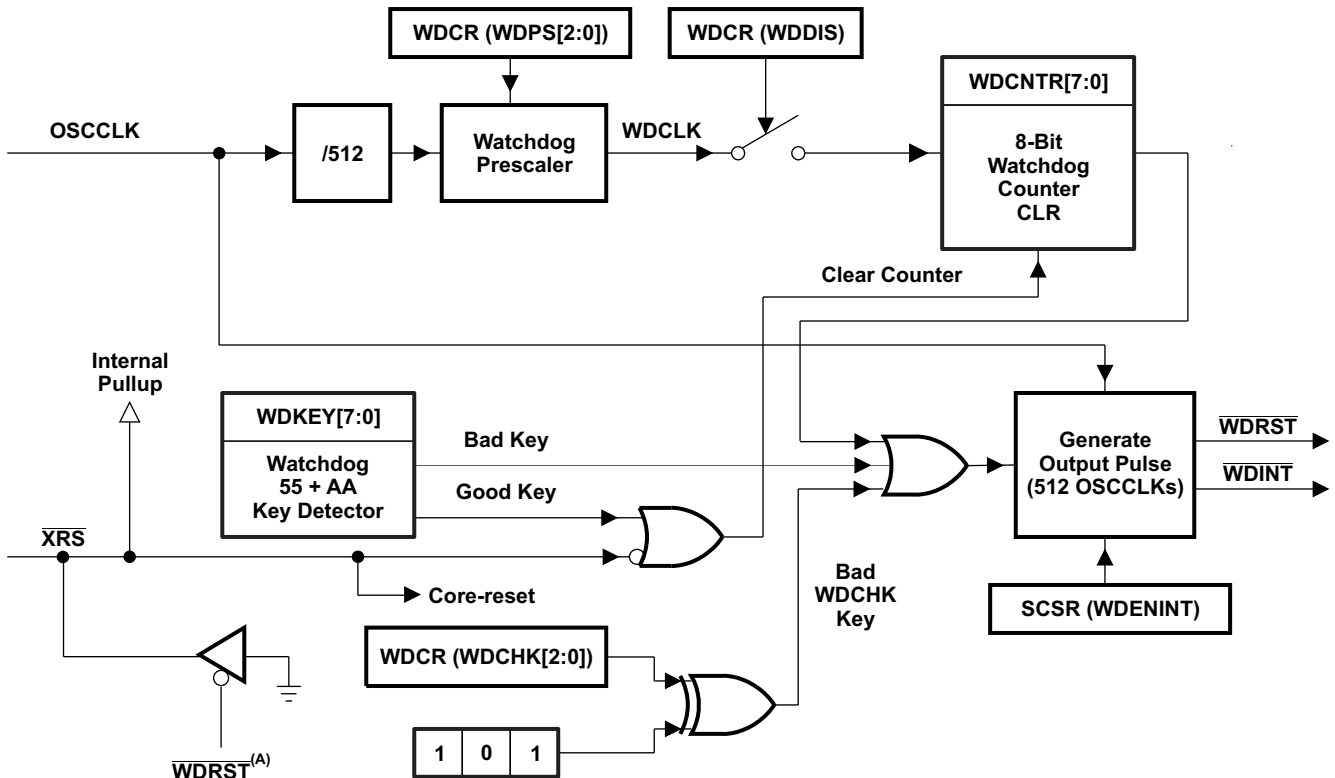 WDCR (WDPS[2:0])
WDCR (WDDIS)
WDCNTR[7:0]
OSCCLK
/512
Watchdog
Prescaler
WDCLK
8-Bit
Watchdog
Counter
CLR
Clear Counter
Internal
Pullup
WDKEY[7:0]
Watchdog
55 + AA
Key Detector
Bad Key
Good Key
Generate
Output Pulse
(512 OSCCLKs)
WDRST
WDINT
XRS
Core-reset
Bad
WDCHK
Key
SCSR (WDENINT)
WDCR (WDCHK[2:0])
1 0 1
WDRST(A)